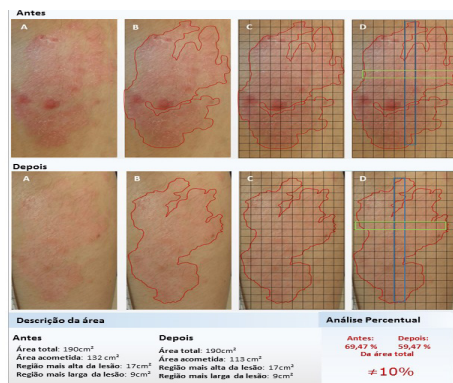 Antes
A B C D
Depois
A B C D
Descrição da área
Análise Percentual
Antes
Área total: 190cm²
Área acometida: 132 cm²
Região mais alta da lesão: 17cm²
Região mais larga da lesão: 9cm²
Depois
Área total: 190cm²
Área acometida: 113 cm²
Região mais alta da lesão: 17cm²
Região mais larga da lesão: 9cm²
Antes: Depois:
69,47 % 59,47 %
Da área total
≠10%